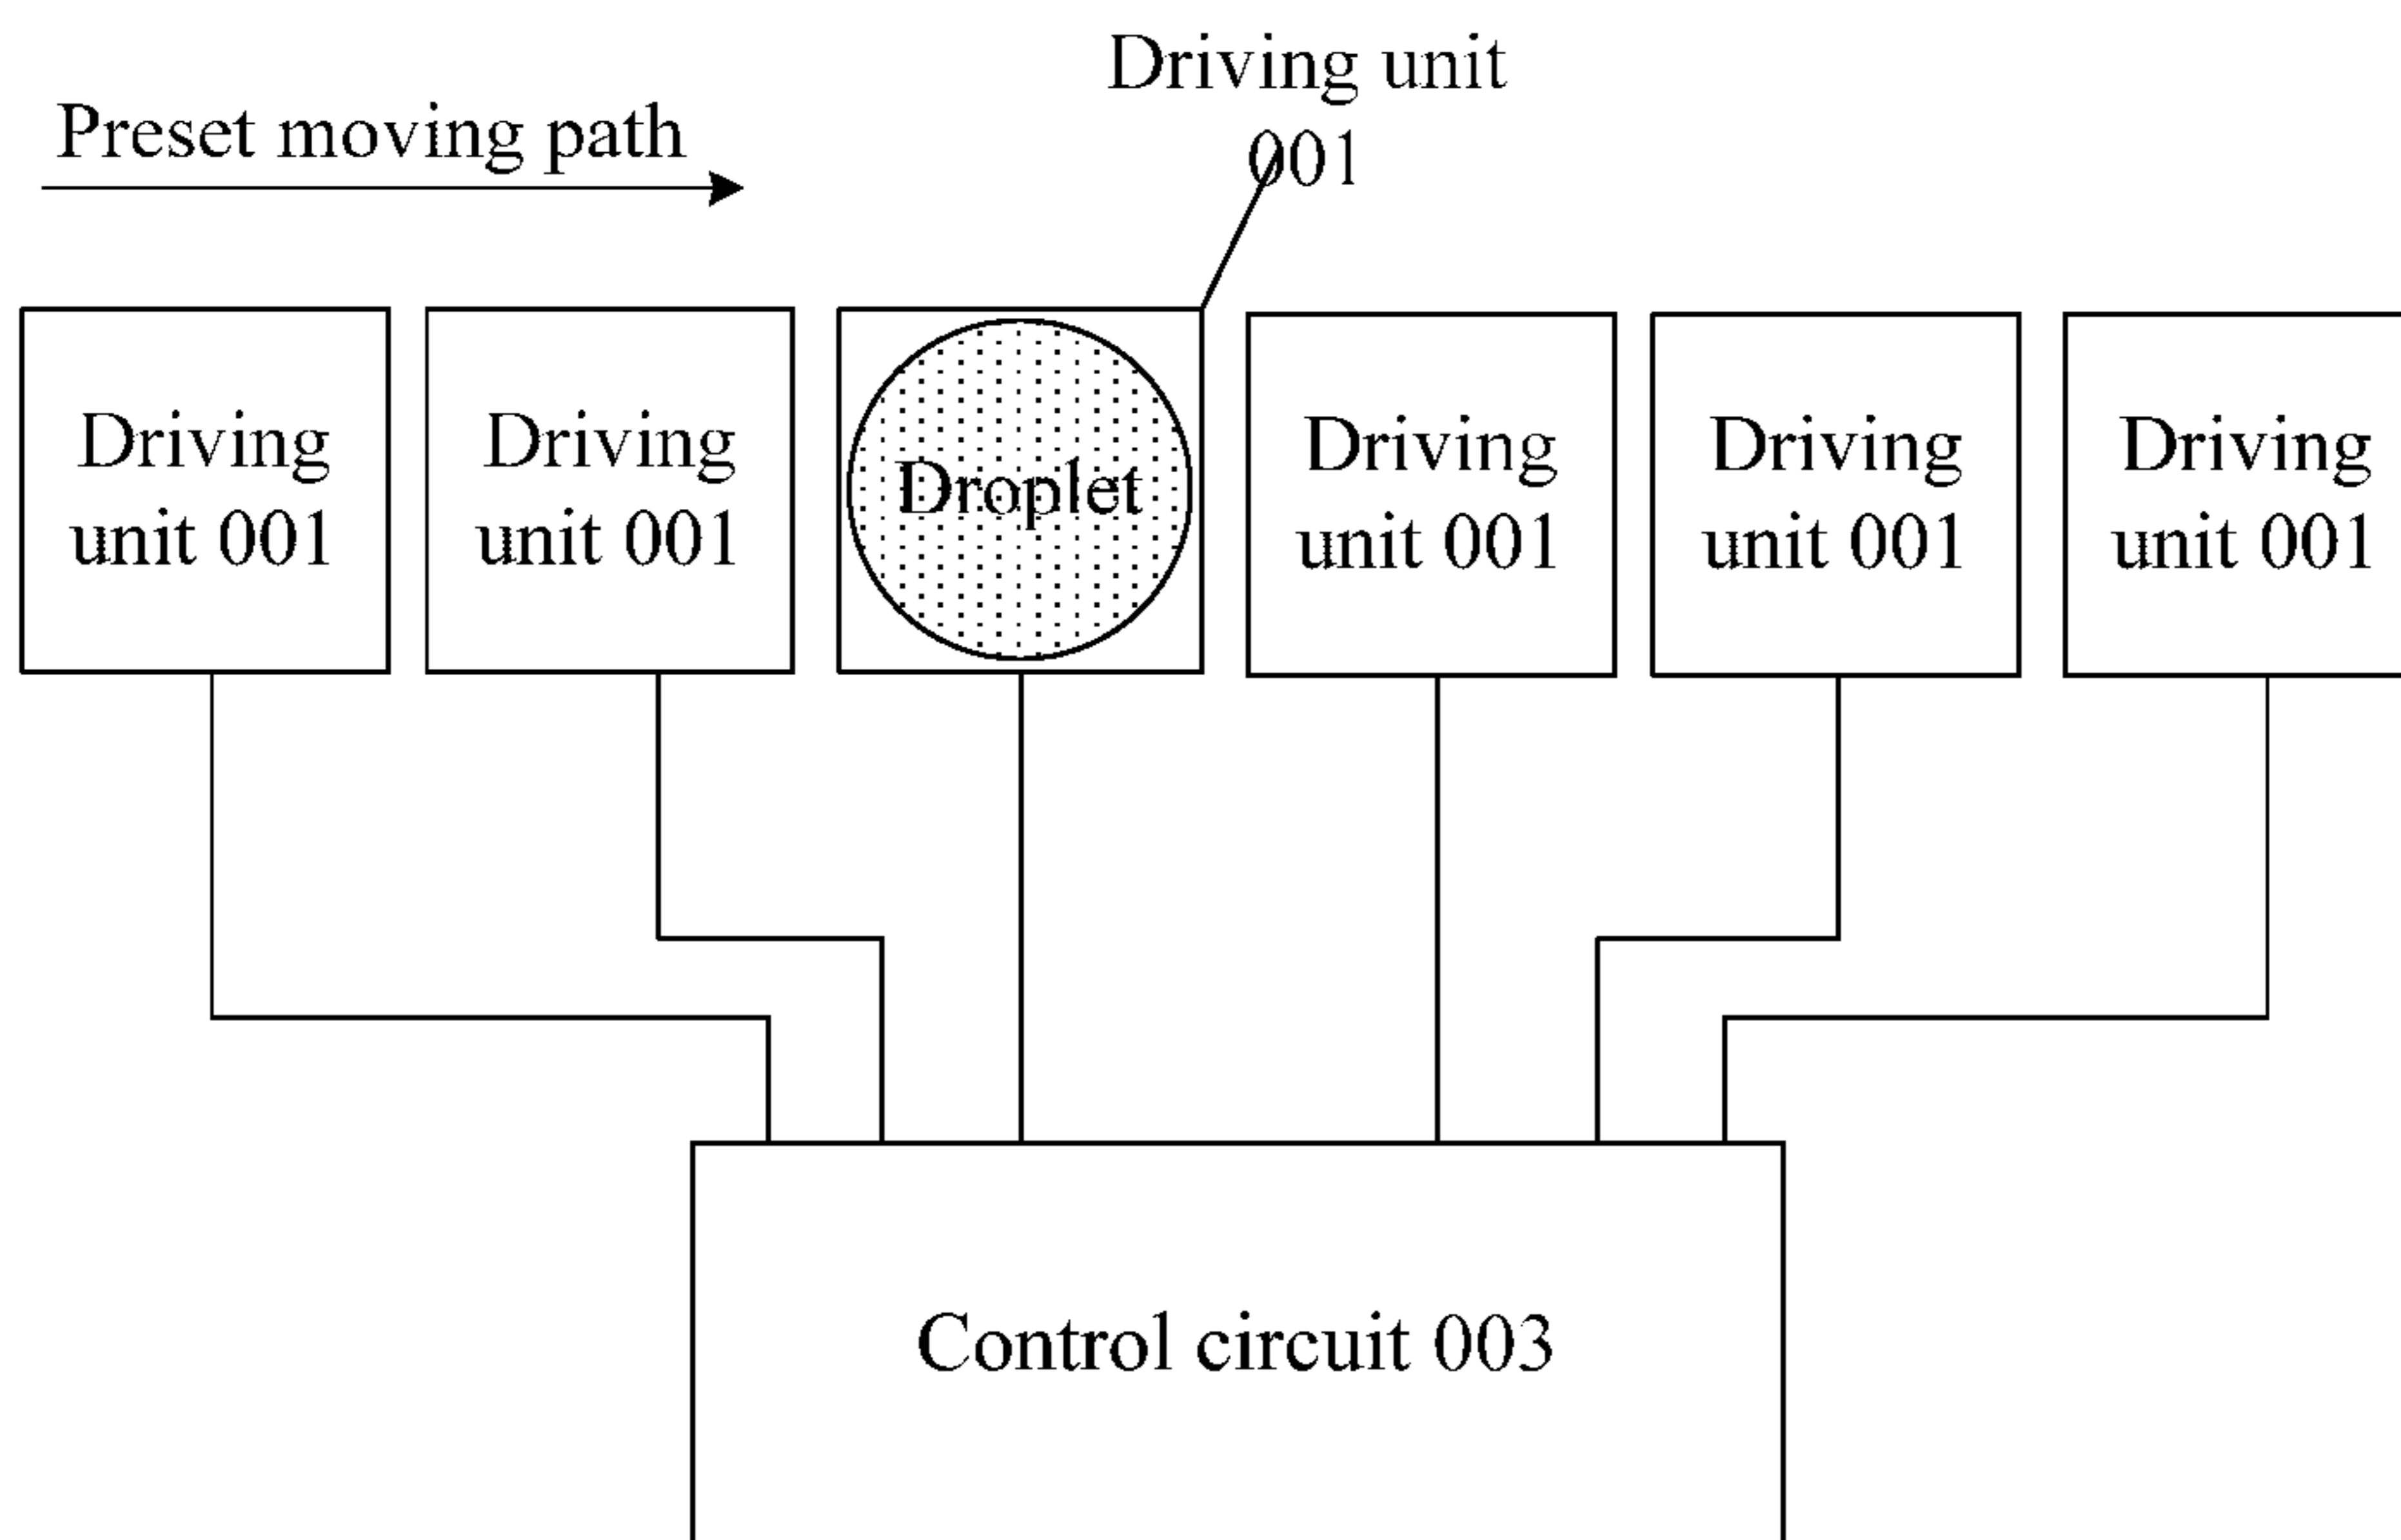 Driving unit
001
Preset moving path
Driving
unit 001
Driving
unit 001
Droplet
Driving
unit 001
Driving
unit 001
Driving
unit 001
Control circuit 003